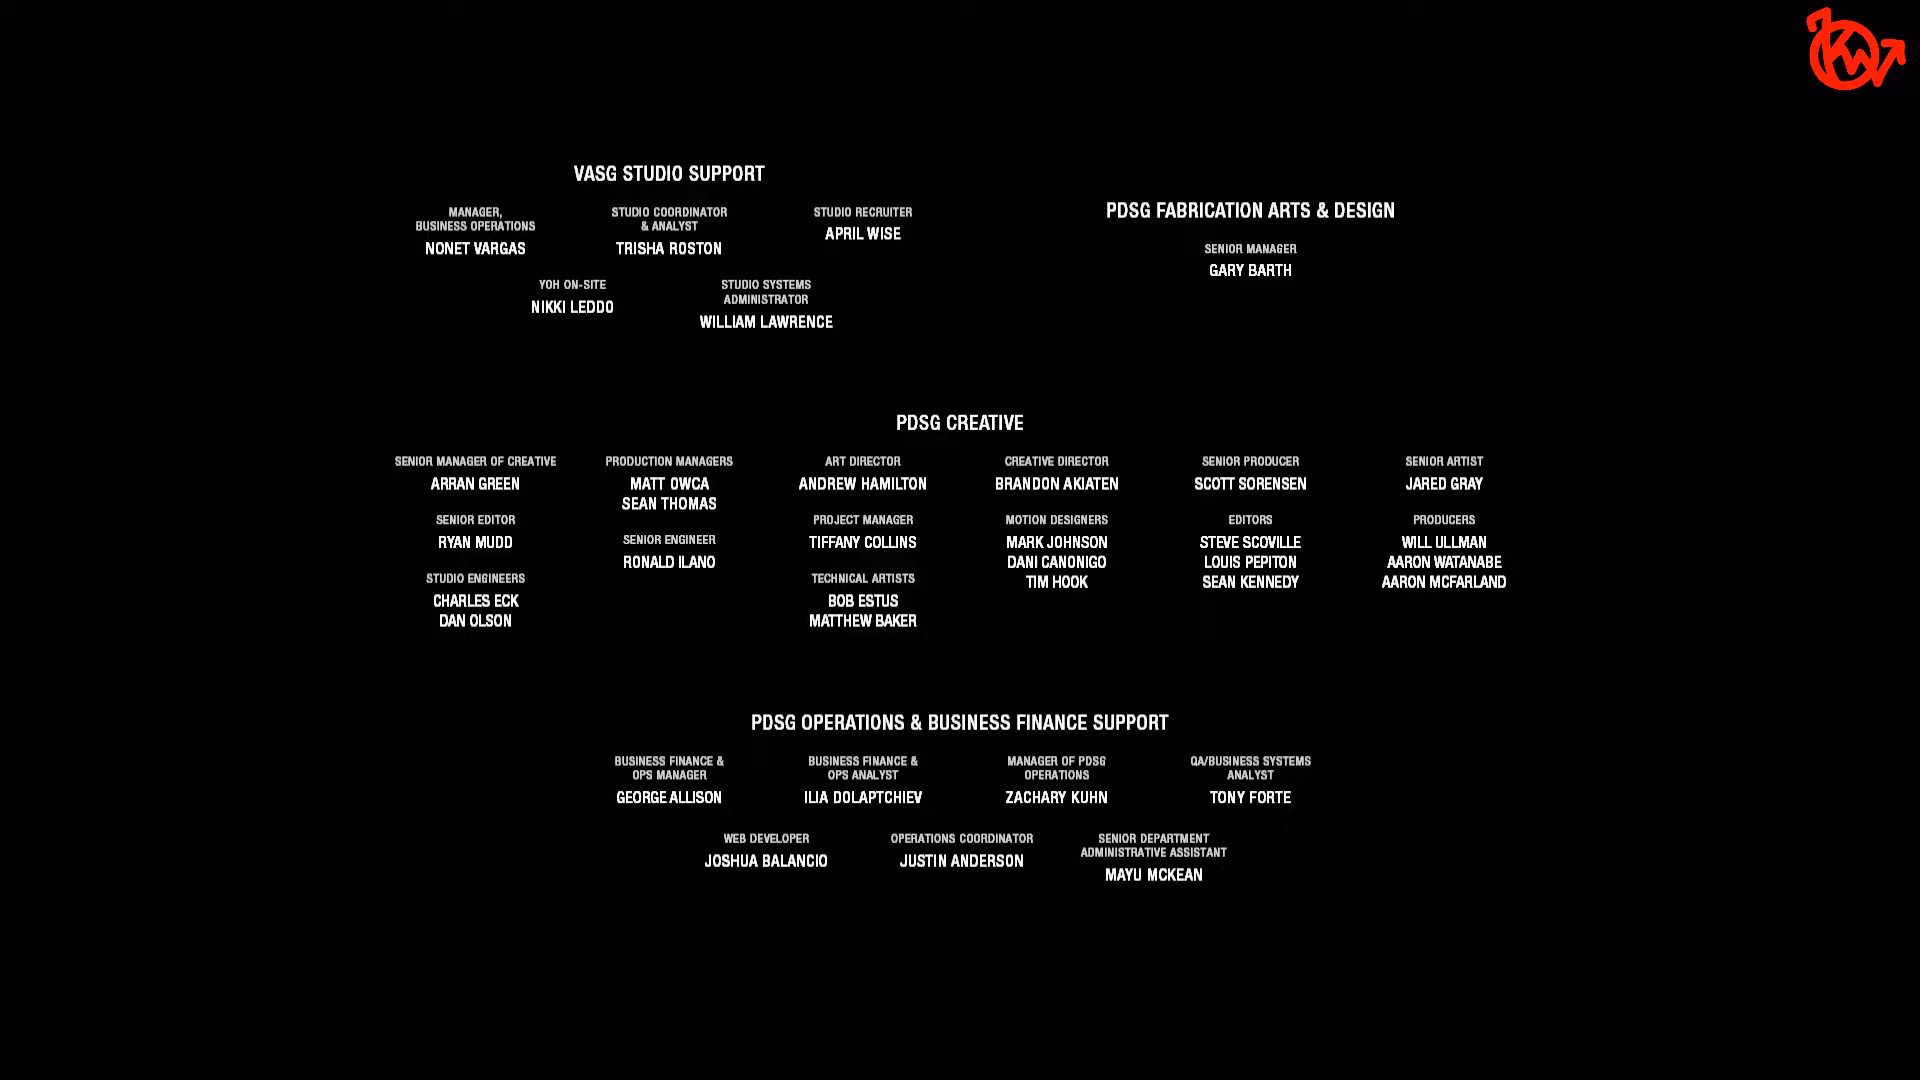 KW
VASG STUDIO SUPPORT
MANAGER,
BUSINESS OPERATIONS
NONET VARGAS
STUDIO COORDINATOR
& ANALYST
TRISHA ROSTON
STUDIO RECRUITER
APRIL WISE
YOH ON-SITE
NIKKI LEDDO
STUDIO SYSTEMS
ADMINISTRATOR
WILLIAM LAWRENCE
PDSG FABRICATION ARTS & DESIGN
SENIOR MANAGER
GARY BARTH
PDSG CREATIVE
SENIOR MANAGER OF CREATIVE
ARRAN GREEN
SENIOR EDITOR
RYAN MUDD
STUDIO ENGINEERS
CHARLES ECK
DAN OLSON
PRODUCTION MANAGERS
MATT OWCA
SEAN THOMAS
SENIOR ENGINEER
RONALD ILANO
ART DIRECTOR
ANDREW HAMILTON
PROJECT MANAGER
TIFFANY COLLINS
TECHNICAL ARTISTS
BOB ESTUS
MATTHEW BAKER
CREATIVE DIRECTOR
BRANDON AKIATEN
MOTION DESIGNERS
MARK JOHNSON
DANI CANONIGO
TIM HOOK
SENIOR PRODUCER
SCOTT SORENSEN
EDITORS
STEVE SCOVILLE
LOUIS PEPITON
SEAN KENNEDY
SENIOR ARTIST
JARED GRAY
PRODUCERS
WILL ULLMAN
AARON WATANABE
AARON MCFARLAND
PDSG OPERATIONS & BUSINESS FINANCE SUPPORT
BUSINESS FINANCE &
OPS MANAGER
GEORGE ALLISON
BUSINESS FINANCE &
OPS ANALYST
ILIA DOLAPTCHIEV
MANAGER OF PDSG
OPERATIONS
ZACHARY KUHN
QA/BUSINESS SYSTEMS
ANALYST
TONY FORTE
WEB DEVELOPER
JOSHUA BALANCIO
OPERATIONS COORDINATOR
JUSTIN ANDERSON
SENIOR DEPARTMENT
ADMINISTRATIVE ASSISTANT
MAYU MCKEAN